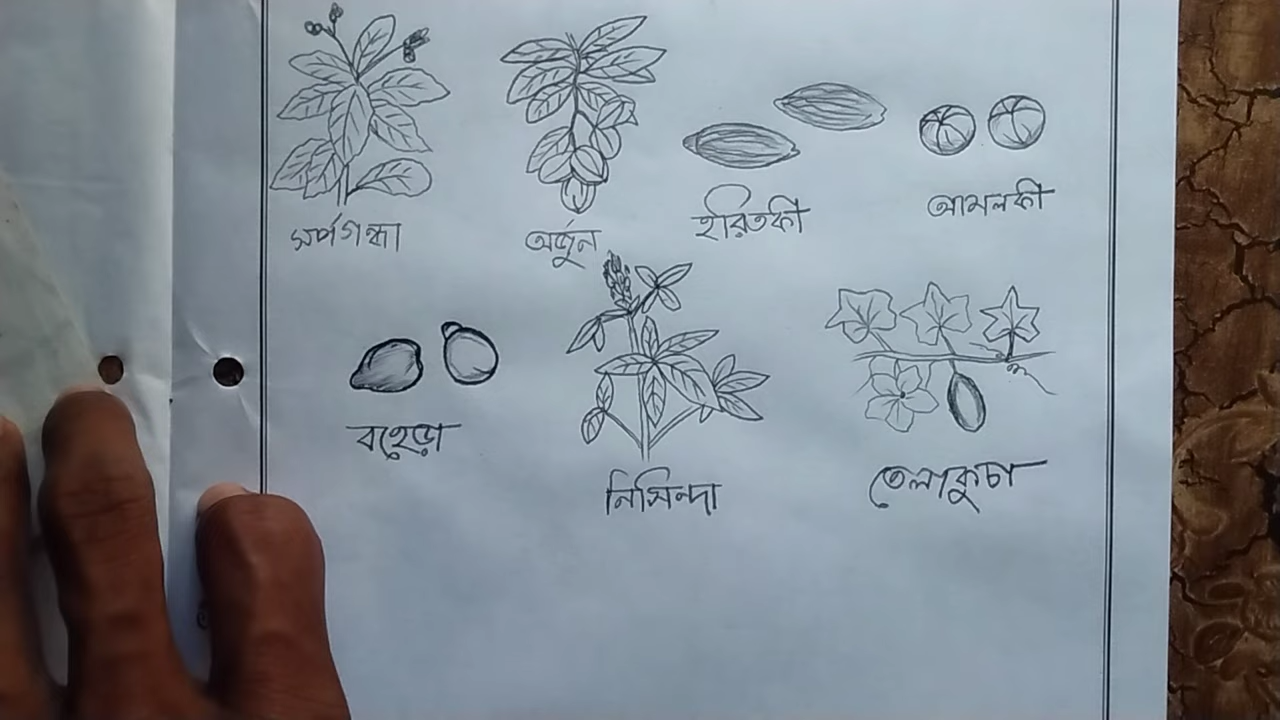 সর্পগন্ধা
অর্জুন
হরিতকী
আমলকী
বহেড়া
নিসিন্দা
তেলাকুচা